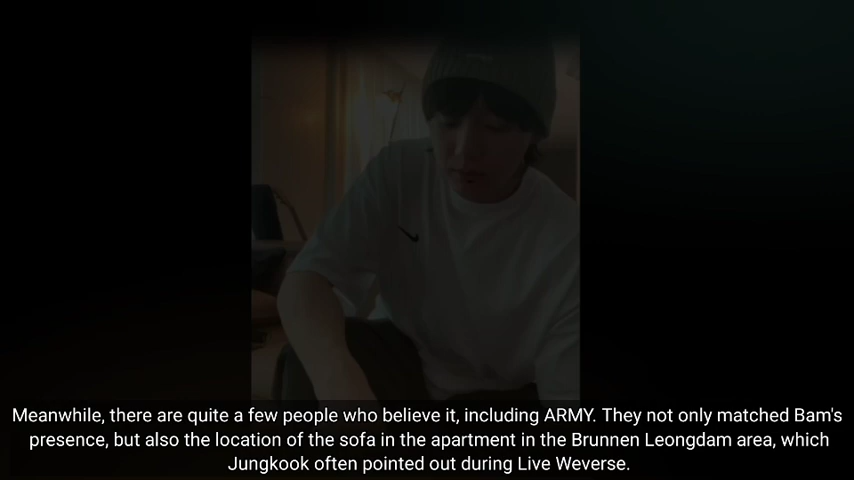 Meanwhile, there are quite a few people who believe it, including ARMY. They not only matched Bam's
presence, but also the location of the sofa in the apartment in the Brunnen Leongdam area, which
Jungkook often pointed out during Live Weverse.